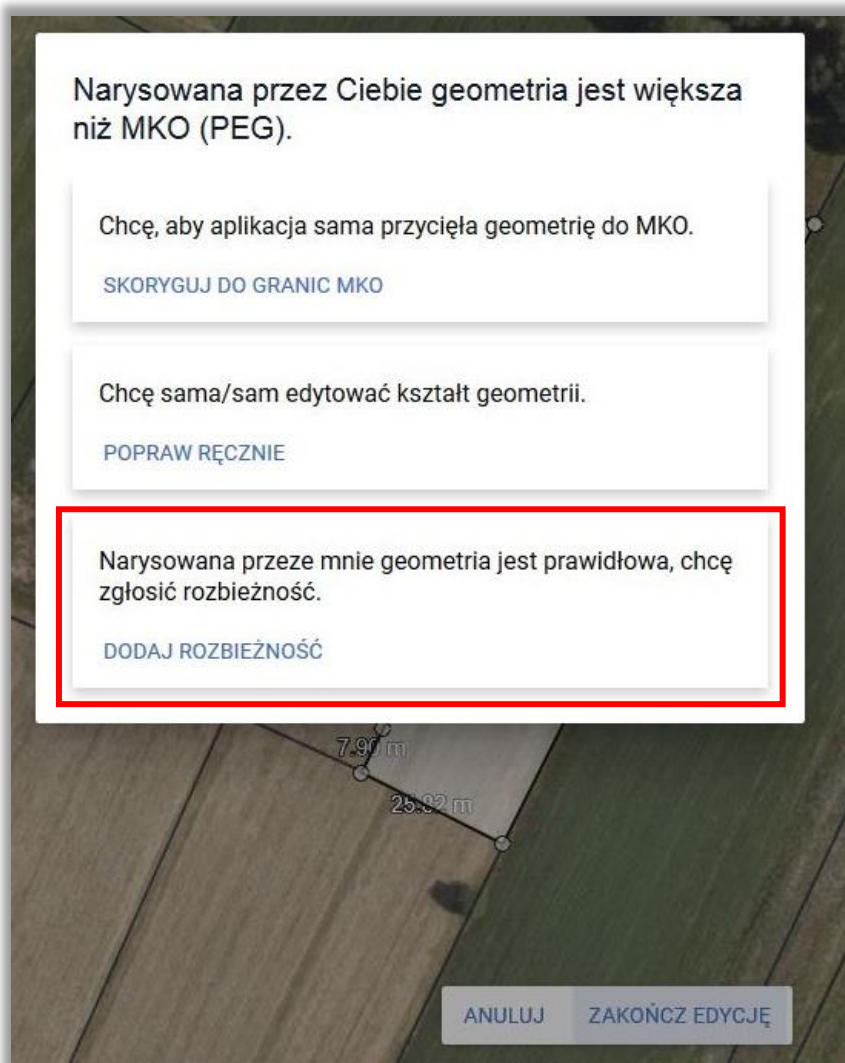 Narysowana przez Ciebie geometria jest większa
niż MKO (PEG).
Chcę, aby aplikacja sama przycięła geometrię do MKO.
SKORYGUJ DO GRANIC MKO
Chcę sama/sam edytować kształt geometrii.
POPRAW RĘCZNIE
Narysowana przeze mnie geometria jest prawidłowa, chcę
zgłosić rozbieżność.
DODAJ ROZBIEŻNOŚĆ
7.90 m
25.82 m
ANULUJ ZAKOŃCZ EDYCJĘ